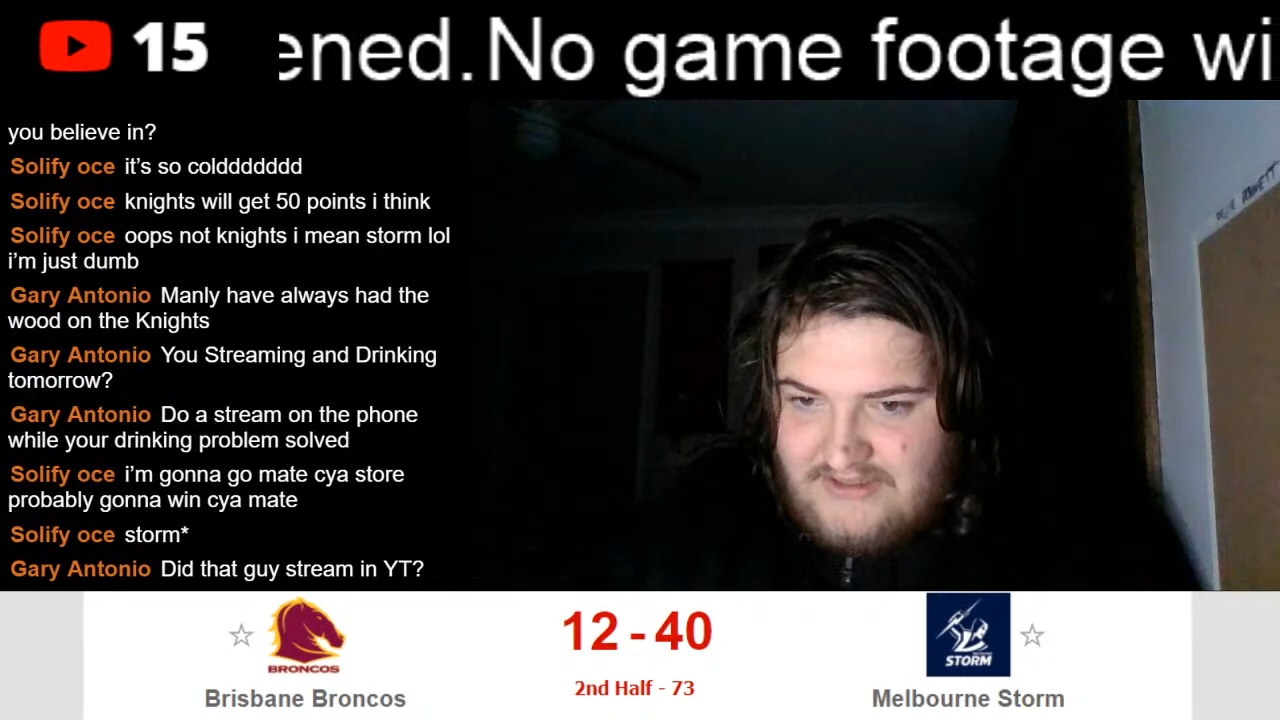 15
ened.No game footage wi
you believe in?
Solify oce it’s so colddddddd
Solify oce knights will get 50 points i think
Solify oce oops not knights i mean storm lol
i’m just dumb
Gary Antonio Manly have always had the
wood on the Knights
Gary Antonio You Streaming and Drinking
tomorrow?
Gary Antonio Do a stream on the phone
while your drinking problem solved
Solify oce i’m gonna go mate cya store
probably gonna win cya mate
Solify oce storm*
Gary Antonio Did that guy stream in YT?
BRONCOS
Brisbane Broncos
12 - 40
2nd Half - 73
STORM
Melbourne Storm